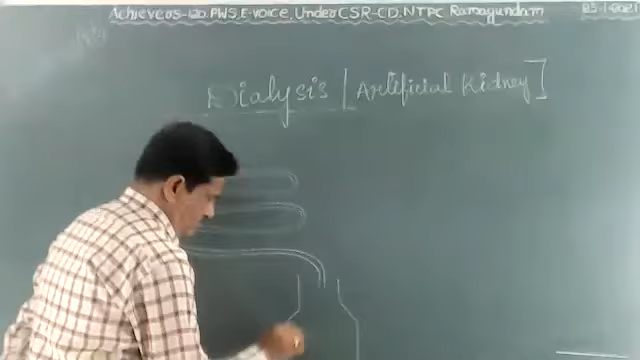 Achievers-120. PWS, E-voice, Under CSR-CD. NTPC Ramagundam
Dialysis [Artificial Kidney]